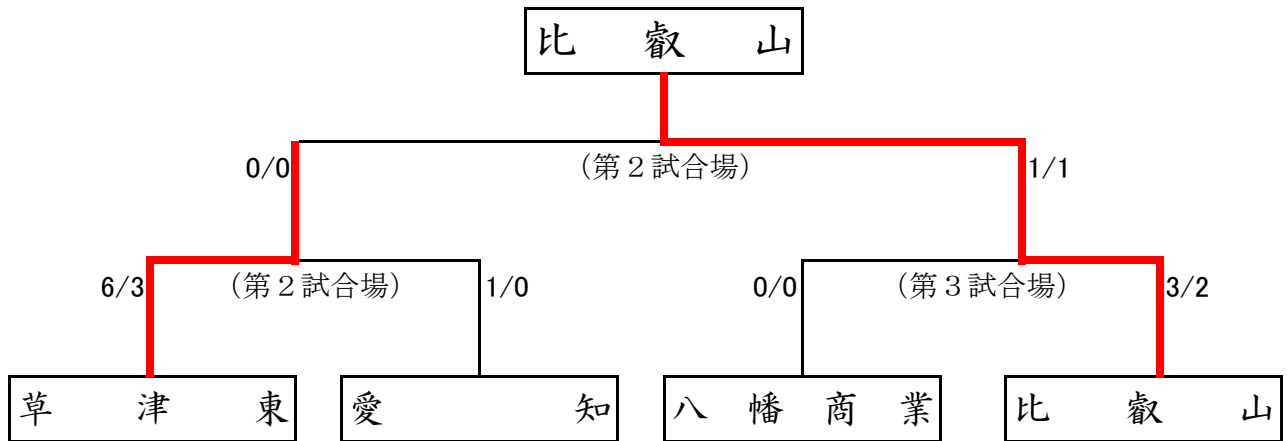 比叡山
0/0 （第２試合場） 1/1
6/3 （第２試合場） 1/0 0/0 （第３試合場） 3/2
草津東 愛知 八幡商業 比叡山